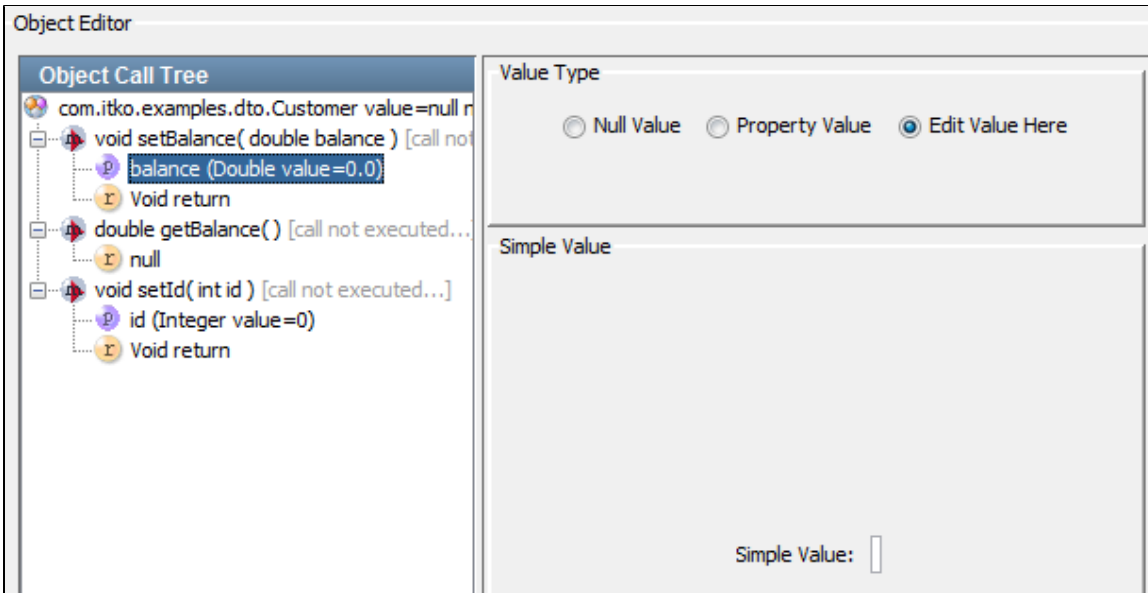 Object Editor
Object Call Tree
com.itko.examples.dto.Customer value=null
void setBalance( double balance ) [call not
p balance (Double value=0.0)
r Void return
double getBalance( ) [call not executed...]
r null
void setId( int id ) [call not executed...]
p id (Integer value=0)
r Void return
Value Type
Null Value Property Value Edit Value Here
Simple Value
Simple Value: